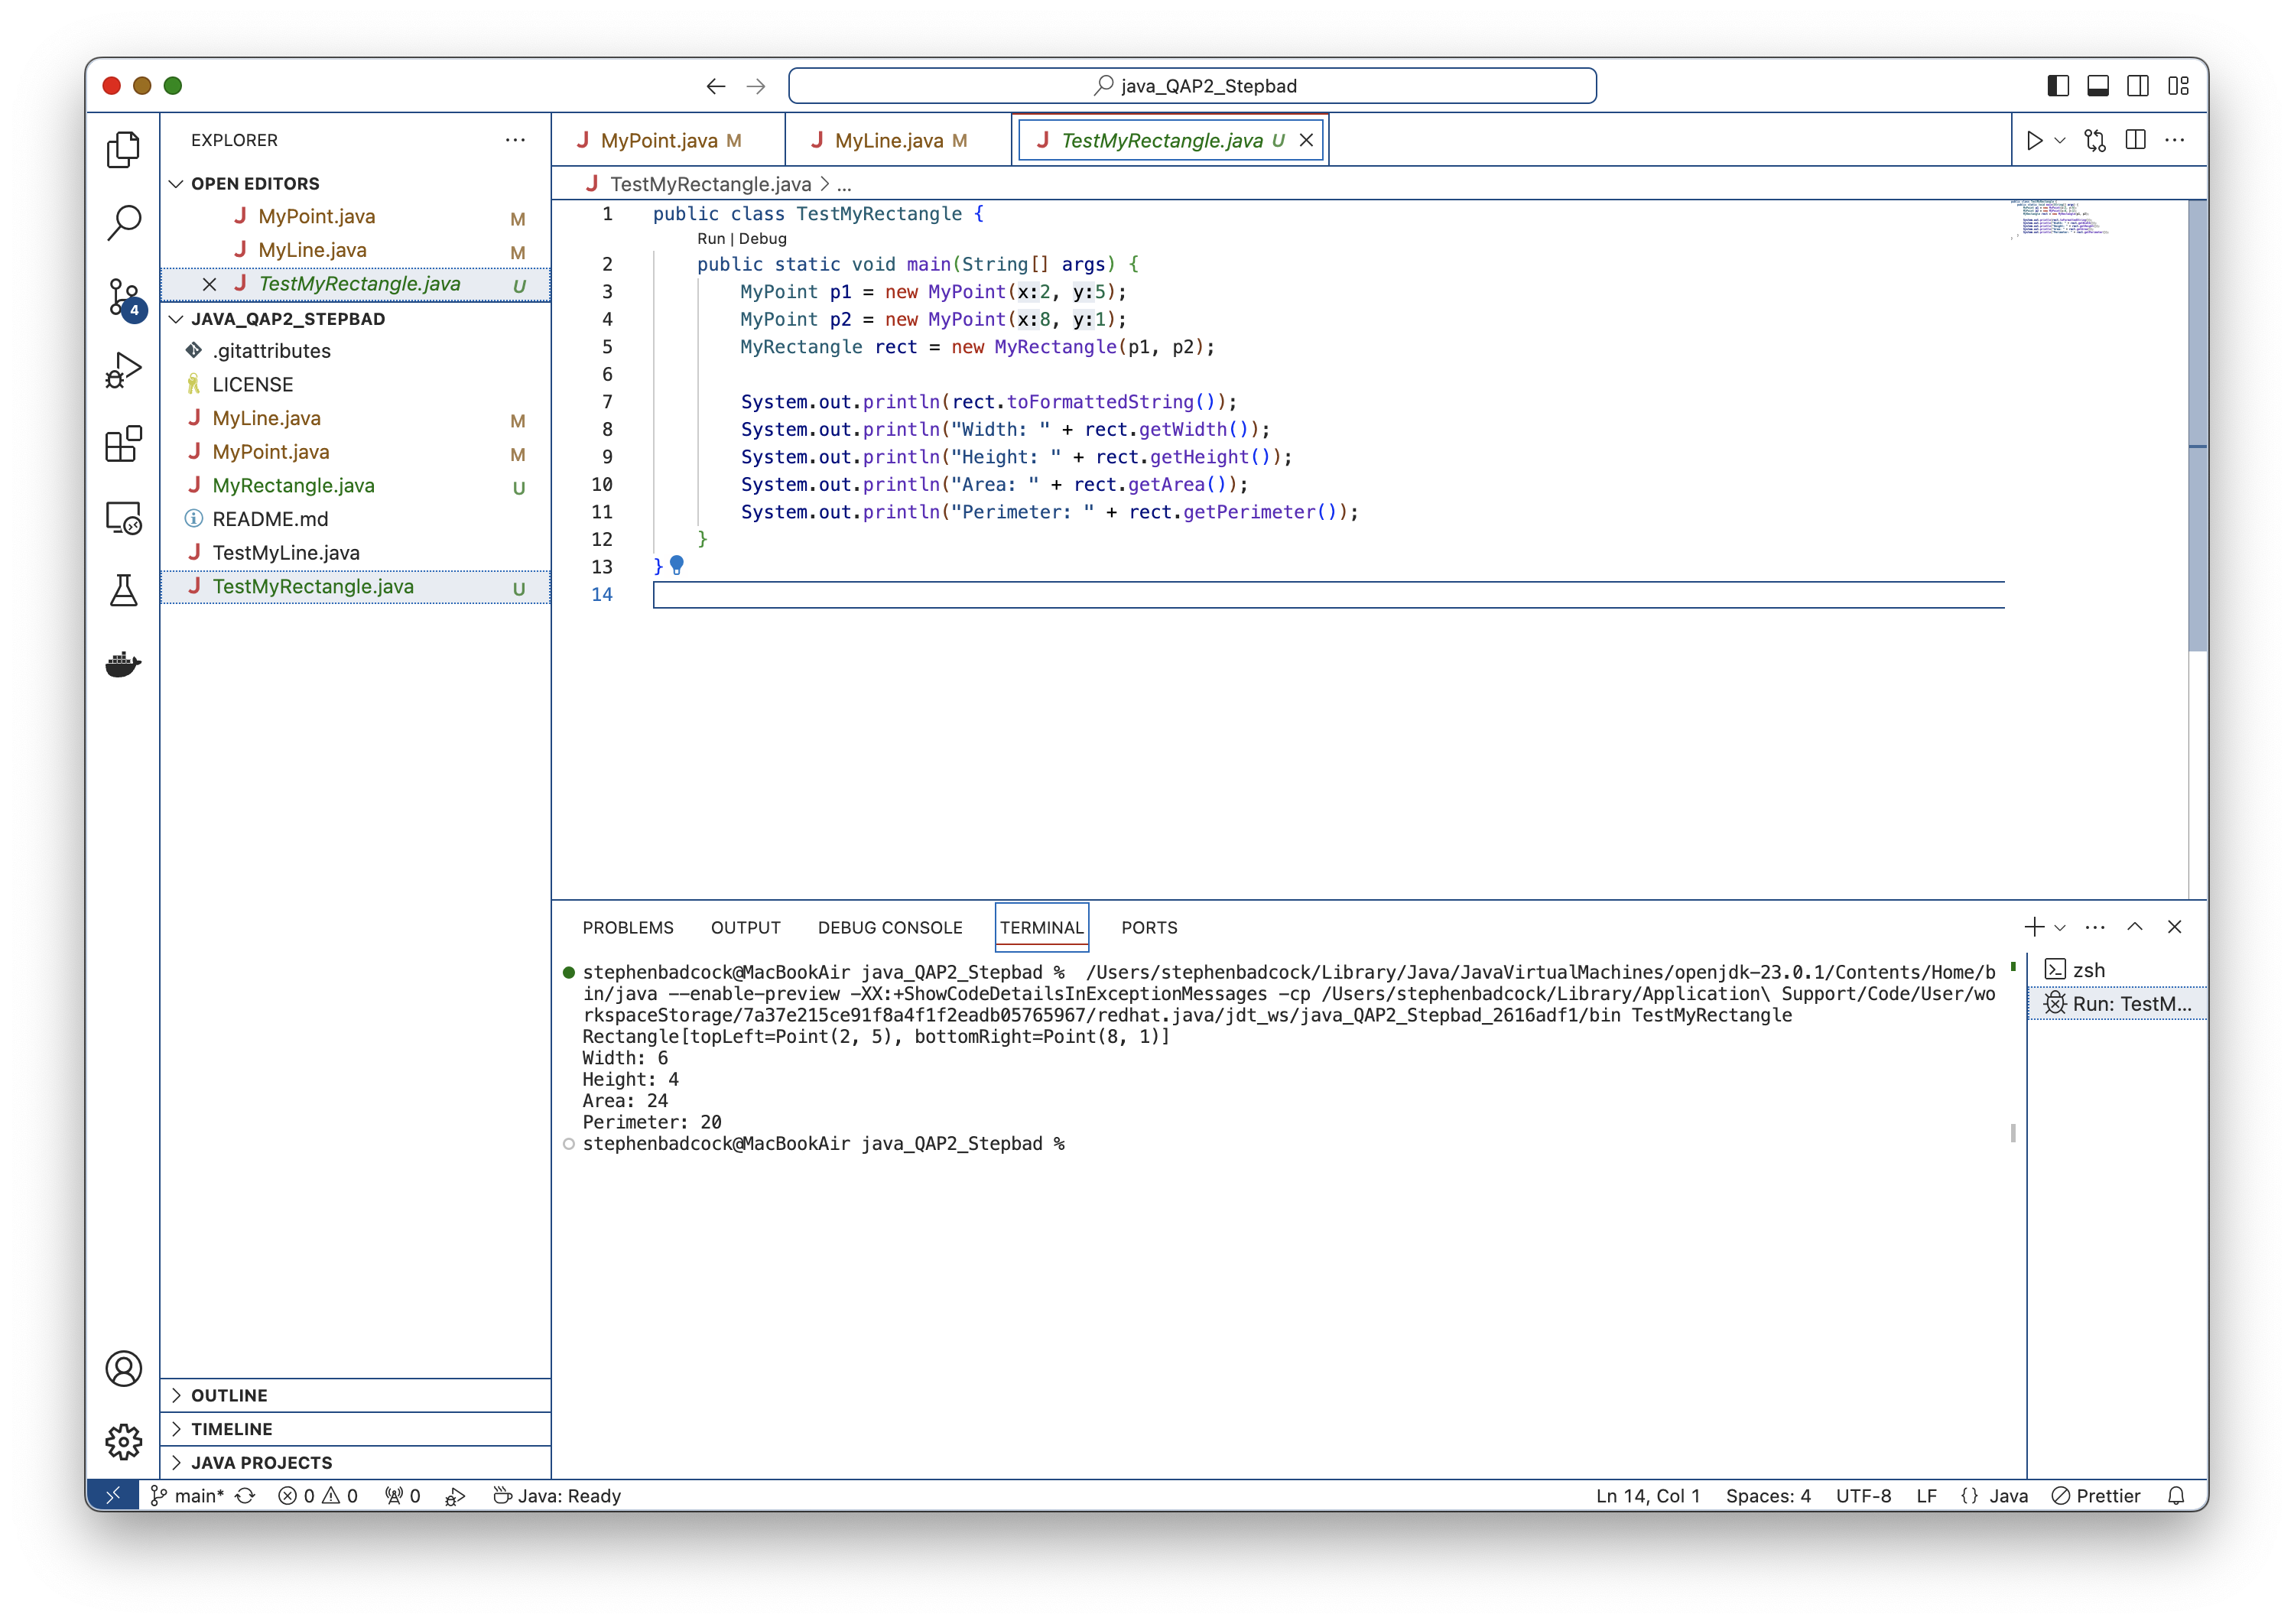 java_QAP2_Stepbad
EXPLORER
OPEN EDITORS
MyPoint.java M
MyLine.java M
TestMyRectangle.java U
4
JAVA_QAP2_STEPBAD
.gitattributes
LICENSE
MyLine.java M
MyPoint.java M
MyRectangle.java U
README.md
TestMyLine.java
TestMyRectangle.java U
OUTLINE
TIMELINE
JAVA PROJECTS
MyPoint.java M
MyLine.java M
TestMyRectangle.java U
TestMyRectangle.java > ...
1 public class TestMyRectangle {
Run | Debug
2 public static void main(String[] args) {
3 MyPoint p1 = new MyPoint(x:2, y:5);
4 MyPoint p2 = new MyPoint(x:8, y:1);
5 MyRectangle rect = new MyRectangle(p1, p2);
6
7 System.out.println(rect.toFormattedString());
8 System.out.println("Width: " + rect.getWidth());
9 System.out.println("Height: " + rect.getHeight());
10 System.out.println("Area: " + rect.getArea());
11 System.out.println("Perimeter: " + rect.getPerimeter());
12 }
13 }
14
PROBLEMS OUTPUT DEBUG CONSOLE TERMINAL PORTS
stephenbadcock@MacBookAir java_QAP2_Stepbad %  /Users/stephenbadcock/Library/Java/JavaVirtualMachines/openjdk-23.0.1/Contents/Home/b
in/java --enable-preview -XX:+ShowCodeDetailsInExceptionMessages -cp /Users/stephenbadcock/Library/Application\ Support/Code/User/wo
rkspaceStorage/7a37e215ce91f8a4f1f2eadb05765967/redhat.java/jdt_ws/java_QAP2_Stepbad_2616adf1/bin TestMyRectangle
Rectangle[topLeft=Point(2, 5), bottomRight=Point(8, 1)]
Width: 6
Height: 4
Area: 24
Perimeter: 20
stephenbadcock@MacBookAir java_QAP2_Stepbad %
zsh
Run: TestM...
main* 0 0 0 Java: Ready Ln 14, Col 1 Spaces: 4 UTF-8 LF {} Java Prettier